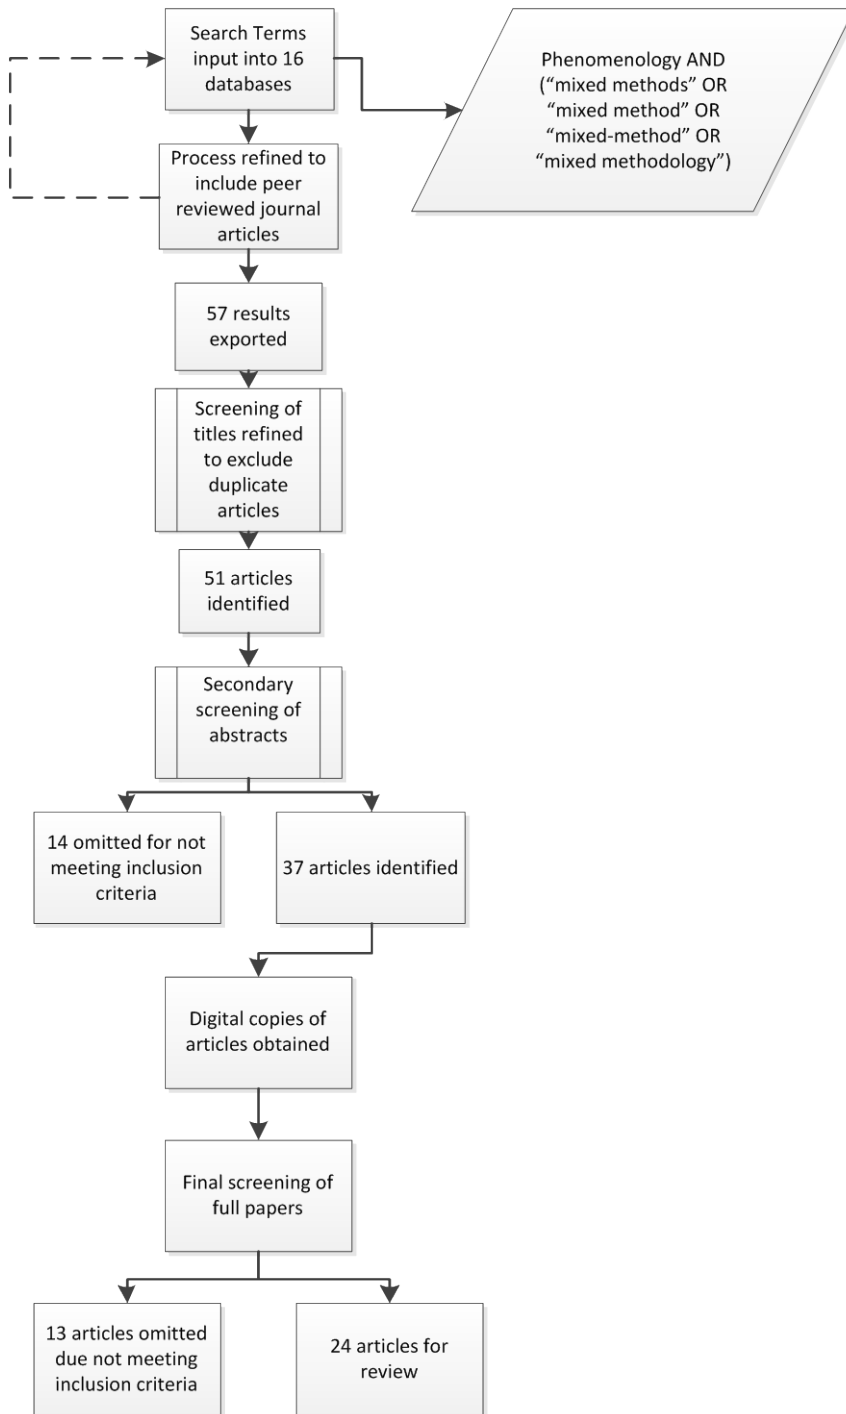 Search Terms
input into 16
databases
Phenomenology AND
(“mixed methods” OR
“mixed method” OR
“mixed-method” OR
“mixed methodology”)
Process refined to
include peer
reviewed journal
articles
57 results
exported
Screening of
titles refined
to exclude
duplicate
articles
51 articles
identified
Secondary
screening of
abstracts
14 omitted for not
meeting inclusion
criteria
37 articles identified
Digital copies of
articles obtained
Final screening of
full papers
13 articles omitted
due not meeting
inclusion criteria
24 articles for
review